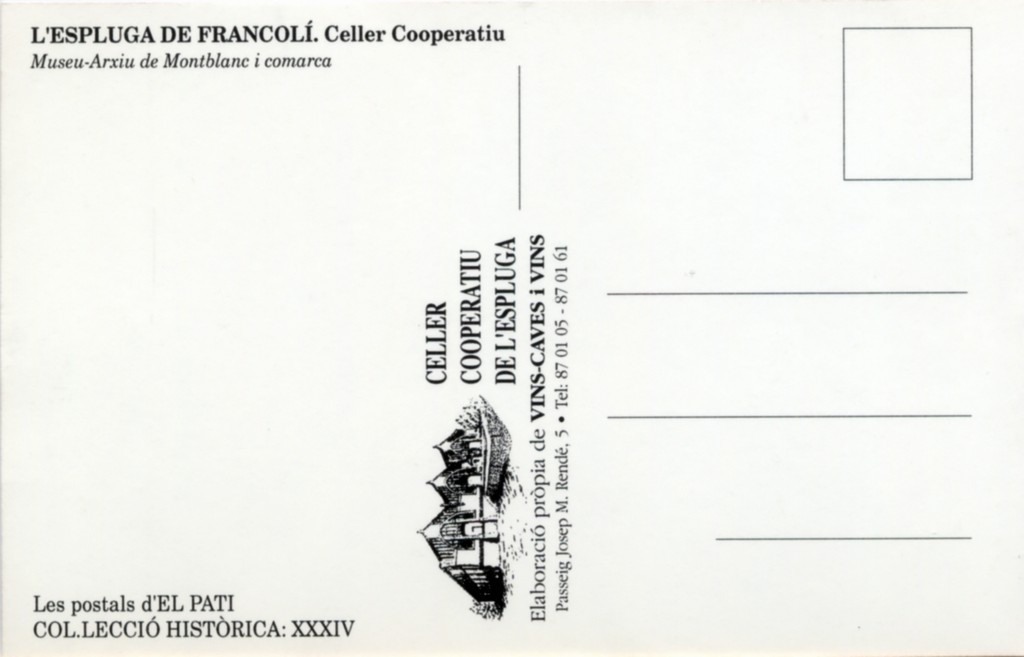 L'ESPLUGA DE FRANCOLÍ. Celler Cooperatiu
Museu-Arxiu de Montblanc i comarca
CELLER
COOPERATIU
DE L'ESPLUGA
Elaboració pròpia de VINS-CAVES i VINS
Passeig Josep M. Rendé, 5 • Tel: 87 01 05 - 87 01 61
Les postals d'EL PATI
COL.LECCIÓ HISTÒRICA: XXXIV